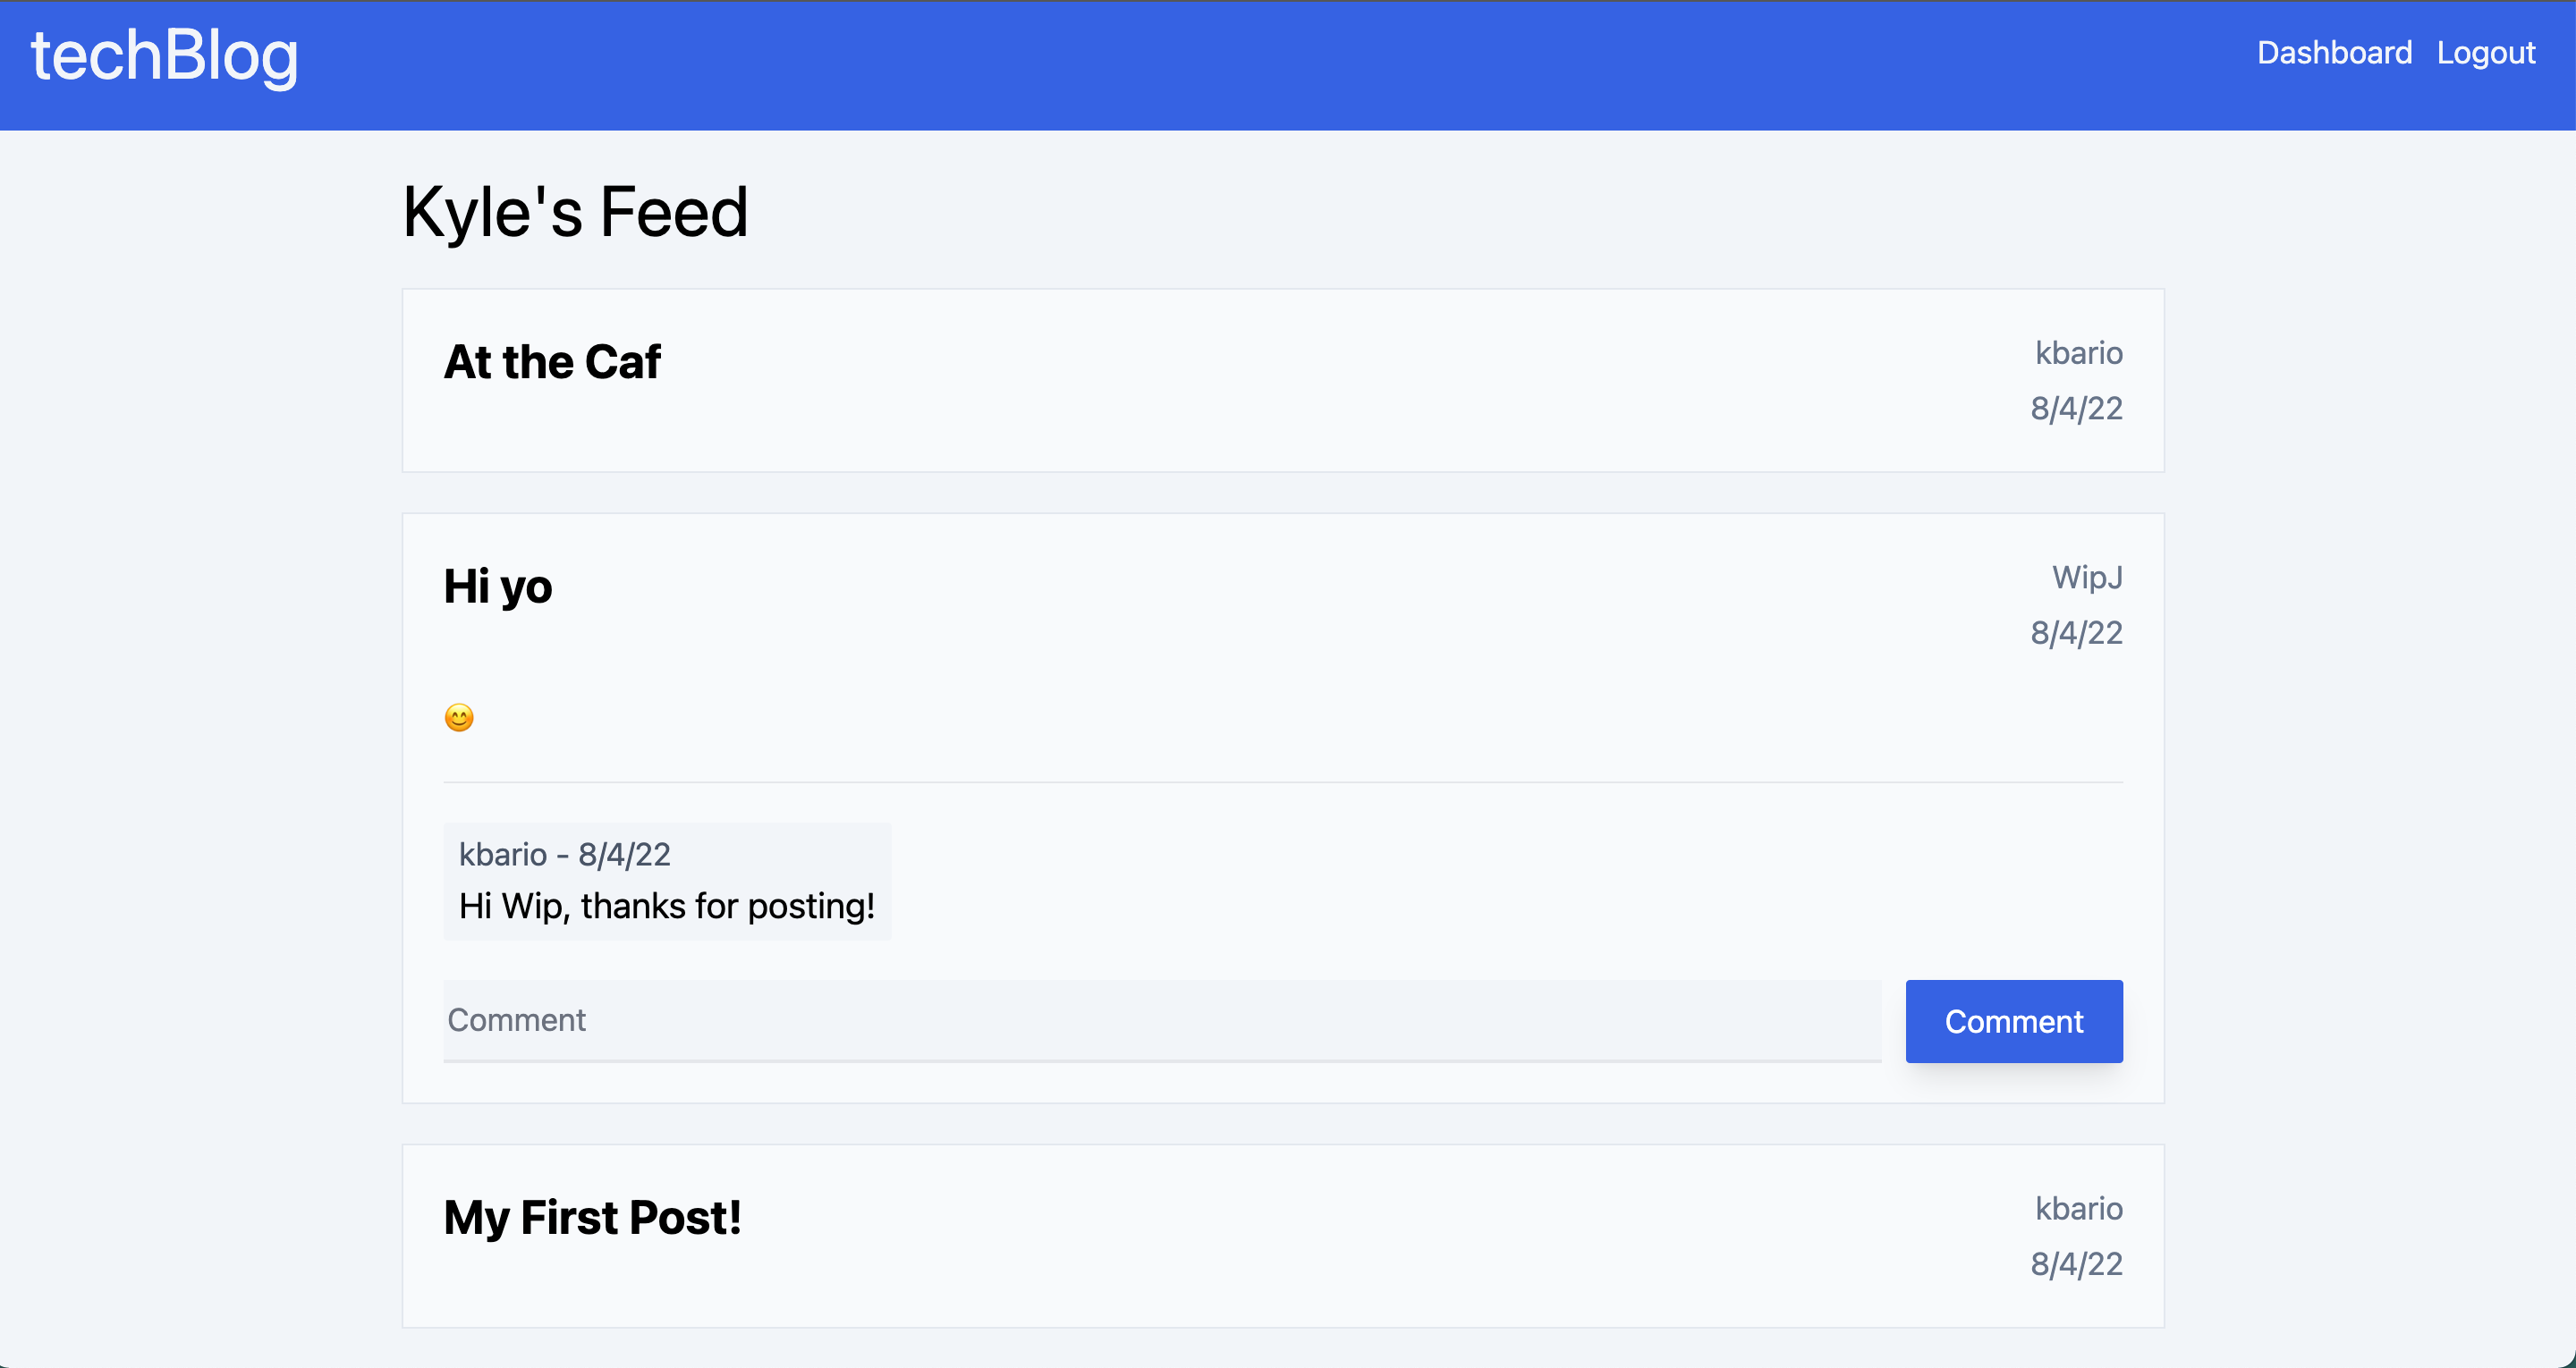 techBlog
Dashboard
Logout
Kyle's Feed
At the Caf
kbario
8/4/22
Hi yo
WipJ
8/4/22
😊
kbario - 8/4/22
Hi Wip, thanks for posting!
Comment
Comment
My First Post!
kbario
8/4/22